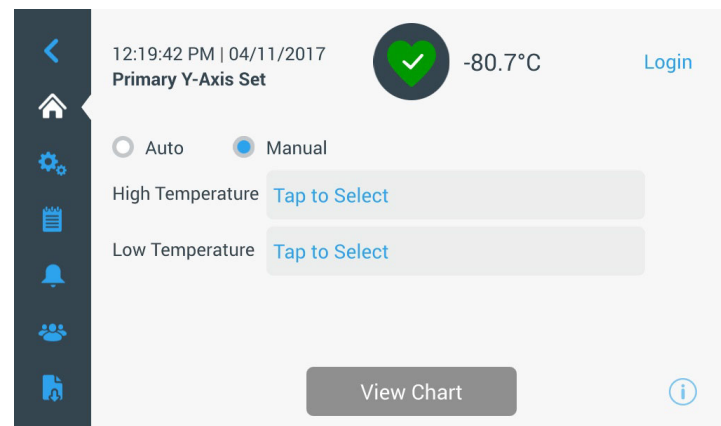 12:19:42 PM | 04/11/2017
Primary Y-Axis Set
-80.7°C
Login
Auto
Manual
High Temperature Tap to Select
Low Temperature Tap to Select
View Chart
i